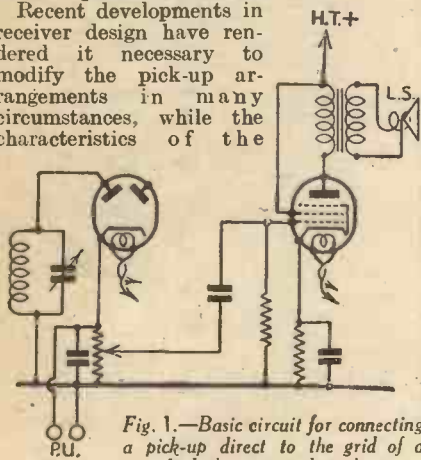 Recent developments in
receiver design have ren-
dered it necessary to
modify the pick-up ar-
rangements in many
circumstances, while the
characteristics of the
H.T.+
L.S.
P.U.
Fig. 1.—Basic circuit for connecting
a pick-up direct to the grid of a